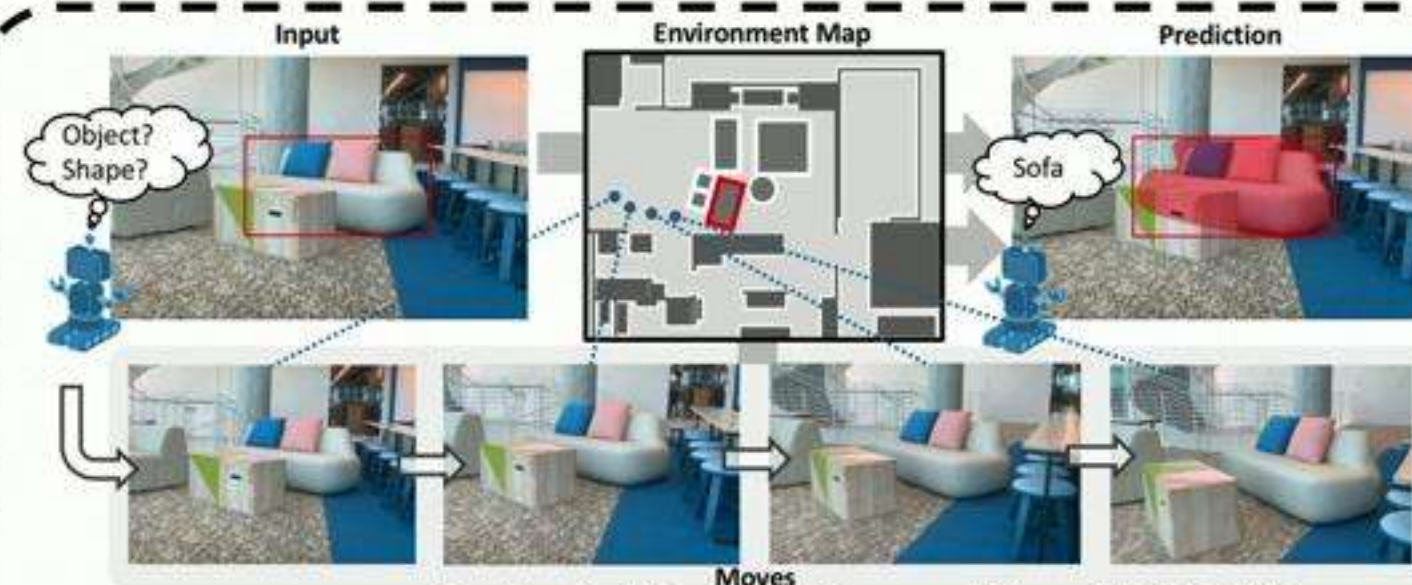 Input
Environment Map
Prediction
Object?
Shape?
Sofa
Moves